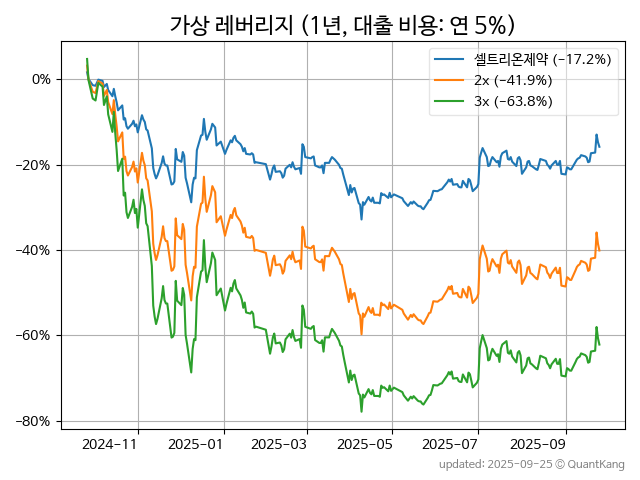 가상 레버리지 (1년, 대출 비용: 연 5%)
셀트리온제약 (−17.2%)
2x (−41.9%)
3x (−63.8%)
0%
−20%
−40%
−60%
−80%
2024−11 2025−01 2025−03 2025−05 2025−07 2025−09
updated: 2025-09-25 © QuantKang